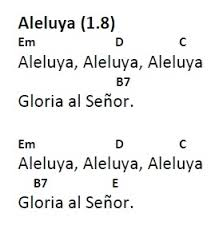 Aleluya (1.8)
Em D C
Aleluya, Aleluya, Aleluya
B7
Gloria al Señor.
Em D C
Aleluya, Aleluya, Aleluya
B7 E
Gloria al Señor.